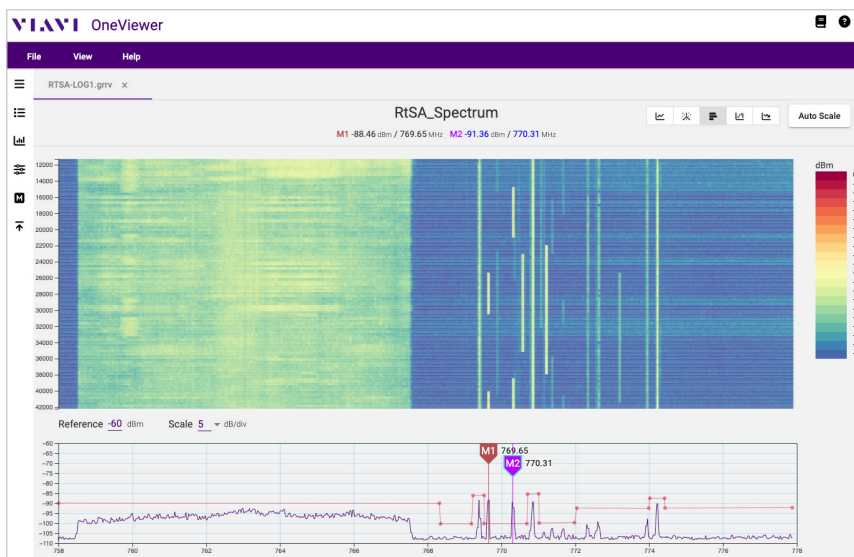 VIAVI OneViewer
File View Help
RTSA-LOG1.grrv ×
RtSA_Spectrum
M1 -88.46 dBm / 769.65 MHz M2 -91.36 dBm / 770.31 MHz
Auto Scale
dBm
12000
14000
16000
18000
20000
22000
24000
26000
28000
30000
32000
34000
36000
38000
40000
42000
M
Reference -60 dBm Scale 5 dB/div
-60
-65
-70
-75
-80
-85
-90
-95
-100
-105
-110
M1 769.65
M2 770.31
758 760 762 764 766 768 770 772 774 776 778